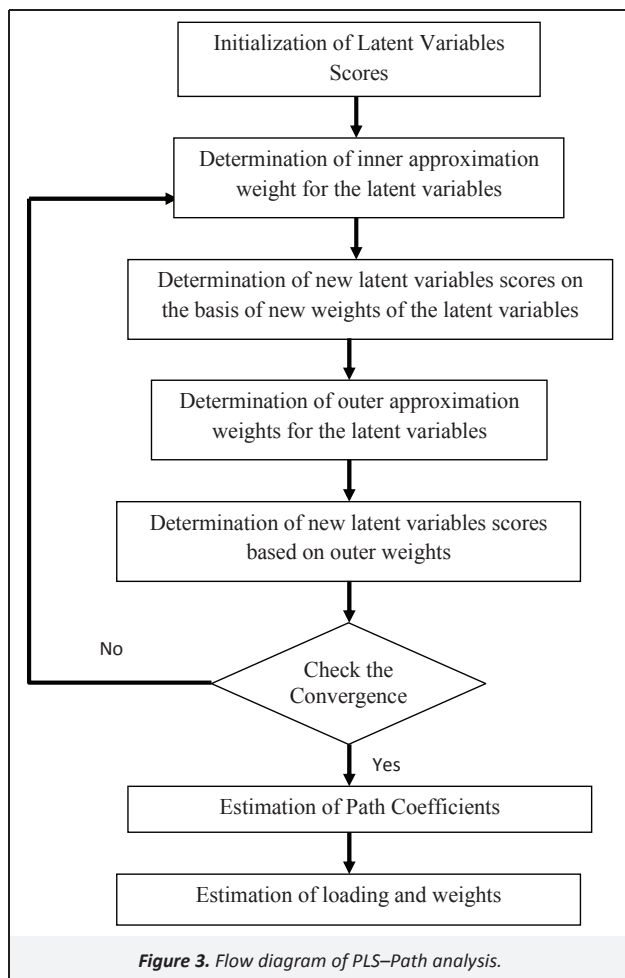 Initialization of Latent Variables
Scores
Determination of inner approximation
weight for the latent variables
Determination of new latent variables scores on
the basis of new weights of the latent variables
Determination of outer approximation
weights for the latent variables
Determination of new latent variables scores
based on outer weights
No
Check the
Convergence
Yes
Estimation of Path Coefficients
Estimation of loading and weights
Figure 3. Flow diagram of PLS–Path analysis.